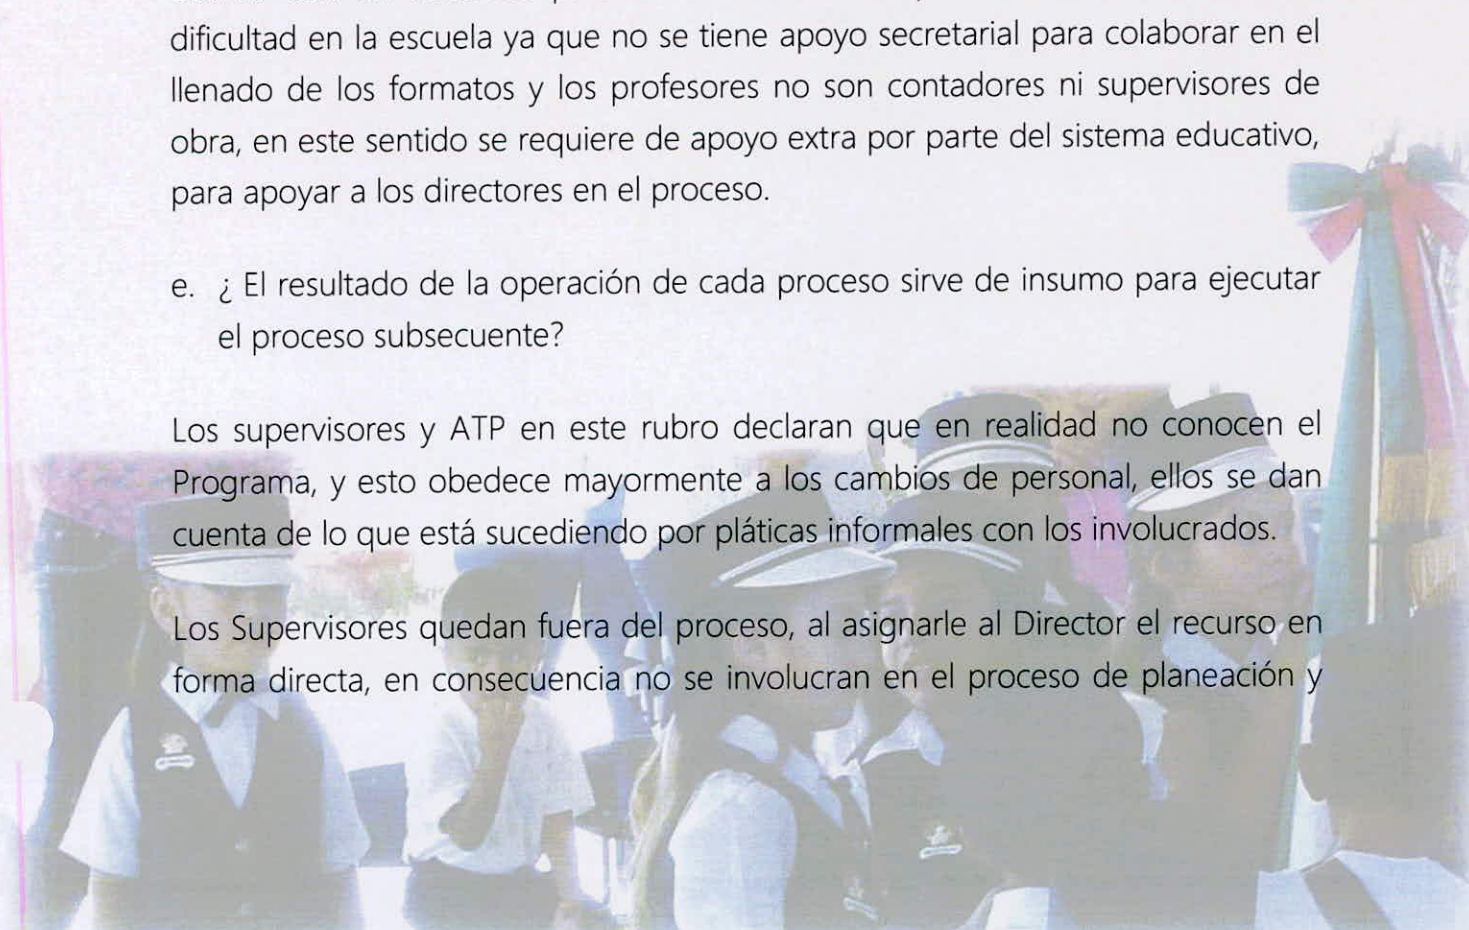 dificultad en la escuela ya que no se tiene apoyo secretarial para colaborar en el
llenado de los formatos y los profesores no son contadores ni supervisores de
obra, en este sentido se requiere de apoyo extra por parte del sistema educativo,
para apoyar a los directores en el proceso.
e. ¿ El resultado de la operación de cada proceso sirve de insumo para ejecutar
el proceso subsecuente?
Los supervisores y ATP en este rubro declaran que en realidad no conocen el
Programa, y esto obedece mayormente a los cambios de personal, ellos se dan
cuenta de lo que está sucediendo por pláticas informales con los involucrados.
Los Supervisores quedan fuera del proceso, al asignarle al Director el recurso en
forma directa, en consecuencia no se involucran en el proceso de planeación y